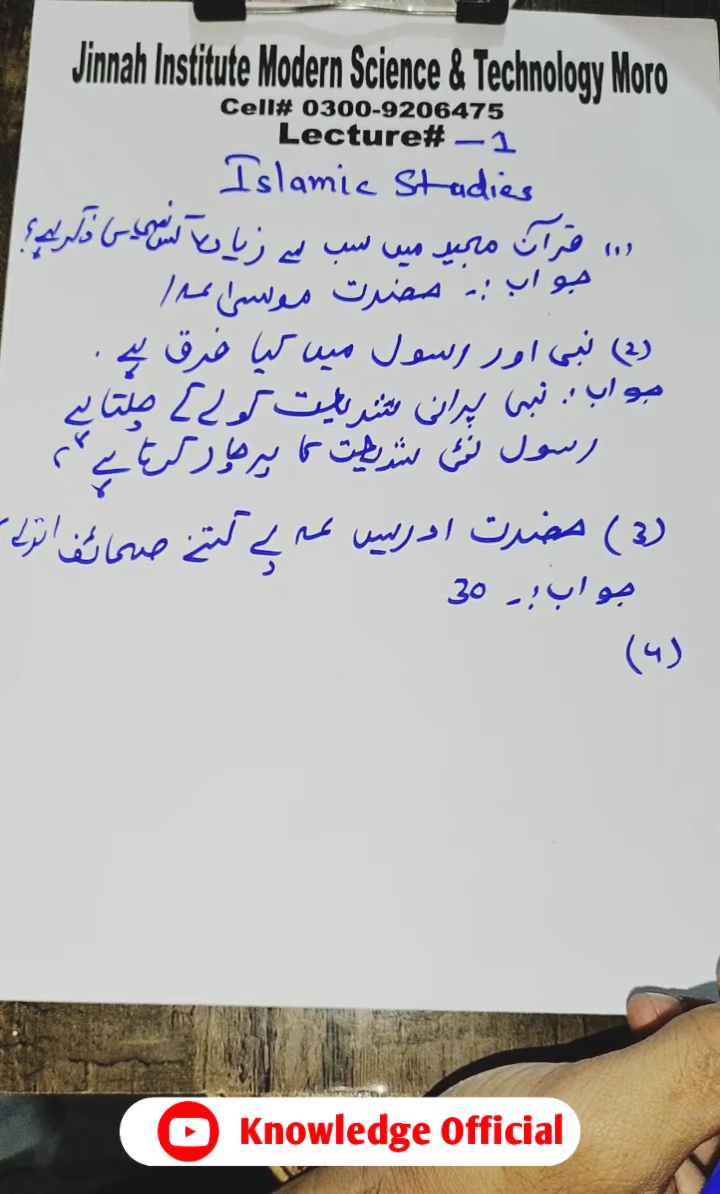 Jinnah Institute Modern Science & Technology Moro
Cell# 0300-9206475
Lecture# -1
Islamic Studies
(1) قرآن مجید میں سب سے زیادہ کس نبی کا ذکر ہے؟
جواب:۔ حضرت موسیٰ عہ/
(2) نبی اور رسول میں کیا فرق ہے.
جواب:. نبی پرانی شریعت کو لے کے چلتا ہے
رسول نئی شریعت کا پرچار کرتا ہے
(3) حضرت ادریس عہ پے کتنے صحائف اترے
جواب:۔ 30
(4)
Knowledge Official